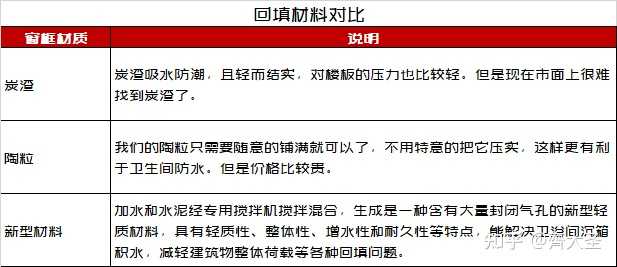 回填材料对比
窗框材质 说明
炭渣 炭渣吸水防潮，且轻而结实，对楼板的压力也比较轻。但是现在市面上很难
找到炭渣了。
陶粒 我们的陶粒只需要随意的铺满就可以了，不用特意的把它压实，这样更有利
于卫生间防水。但是价格比较贵。
新型材料 加水和水泥经专用搅拌机搅拌混合，生成是一种含有大量封闭气孔的新型轻
质材料，具有轻质性、整体性、增水性和耐久性等特点，能解决卫浴间沉箱
积水，减轻建筑物整体荷载等各种回填问题。
知乎 @齐大圣